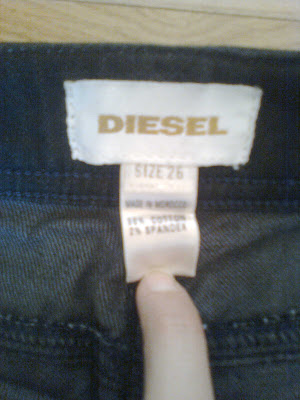 DIESEL
SIZE 26
MADE IN MOROCCO
98% COTTON
2% SPANDEX